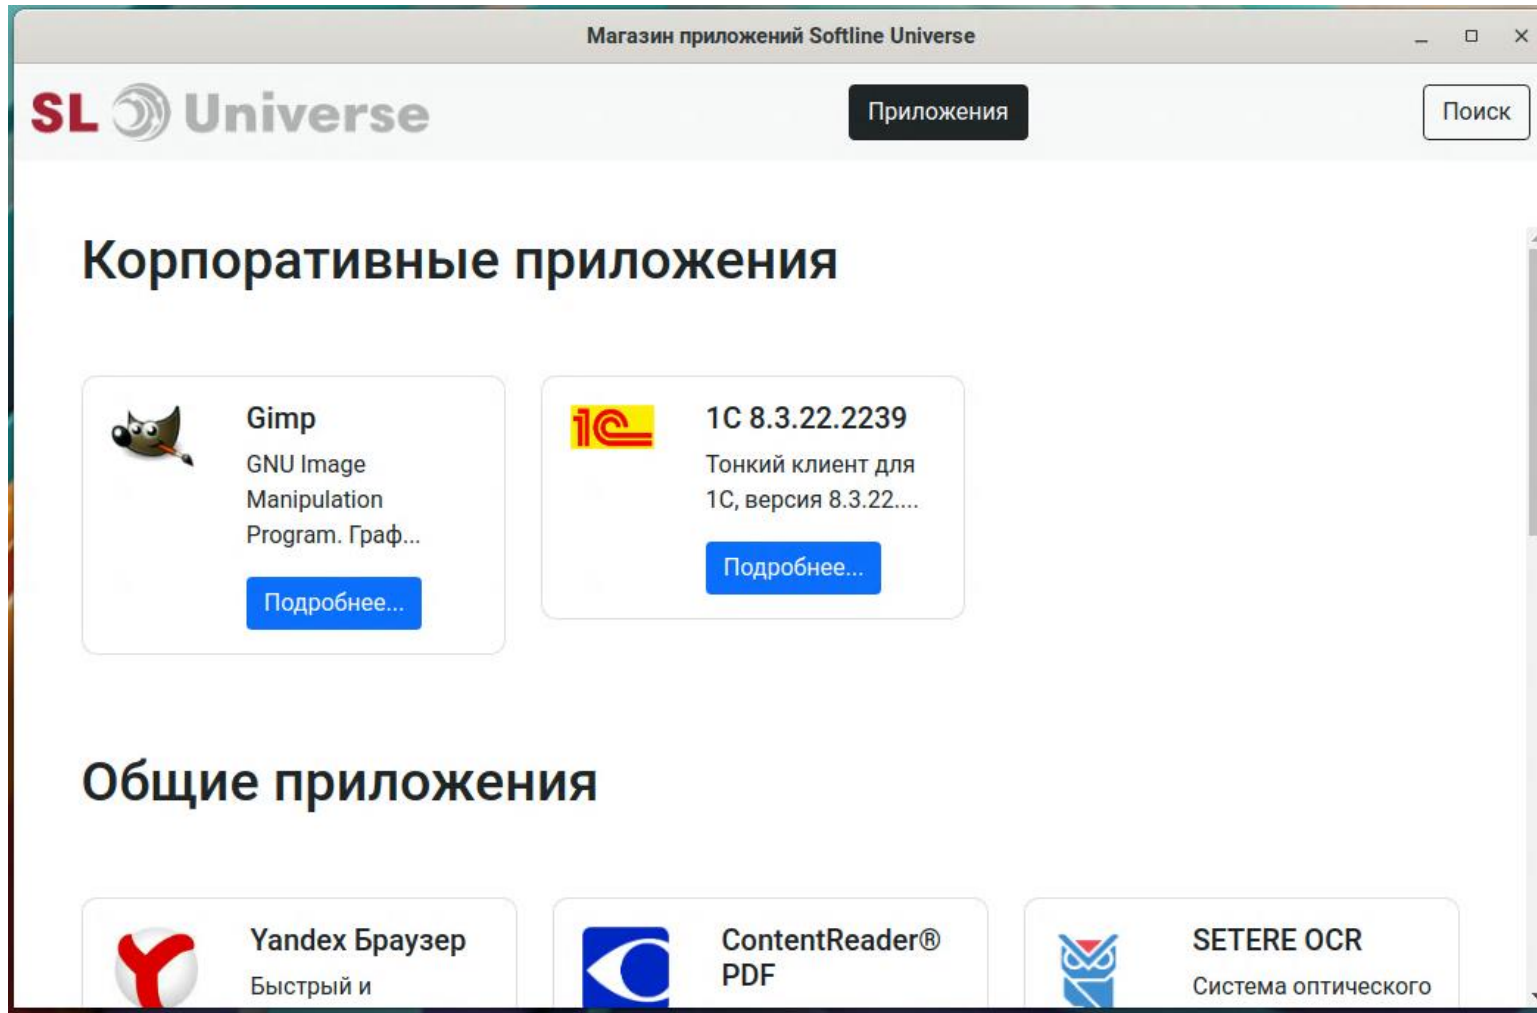 Магазин приложений Softline Universe
SL Universe
Приложения
Поиск
Корпоративные приложения
Gimp
GNU Image
Manipulation
Program. Граф...
Подробнее...
1С
1С 8.3.22.2239
Тонкий клиент для
1С, версия 8.3.22....
Подробнее...
Общие приложения
Yandex Браузер
Быстрый и
ContentReader®
PDF
SETERE OCR
Система оптического